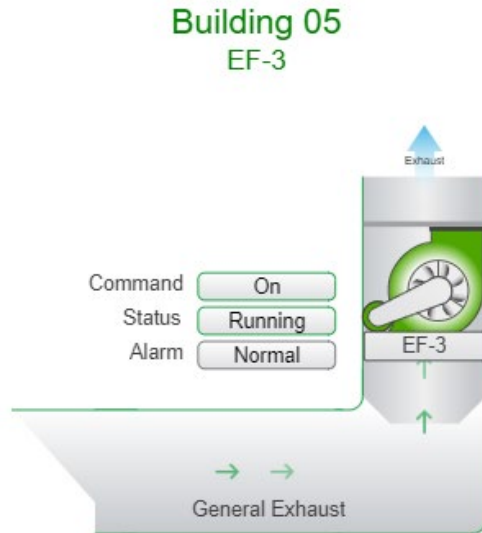 Building 05
EF-3
Exhaust
Command On
Status Running
Alarm Normal
EF-3
General Exhaust